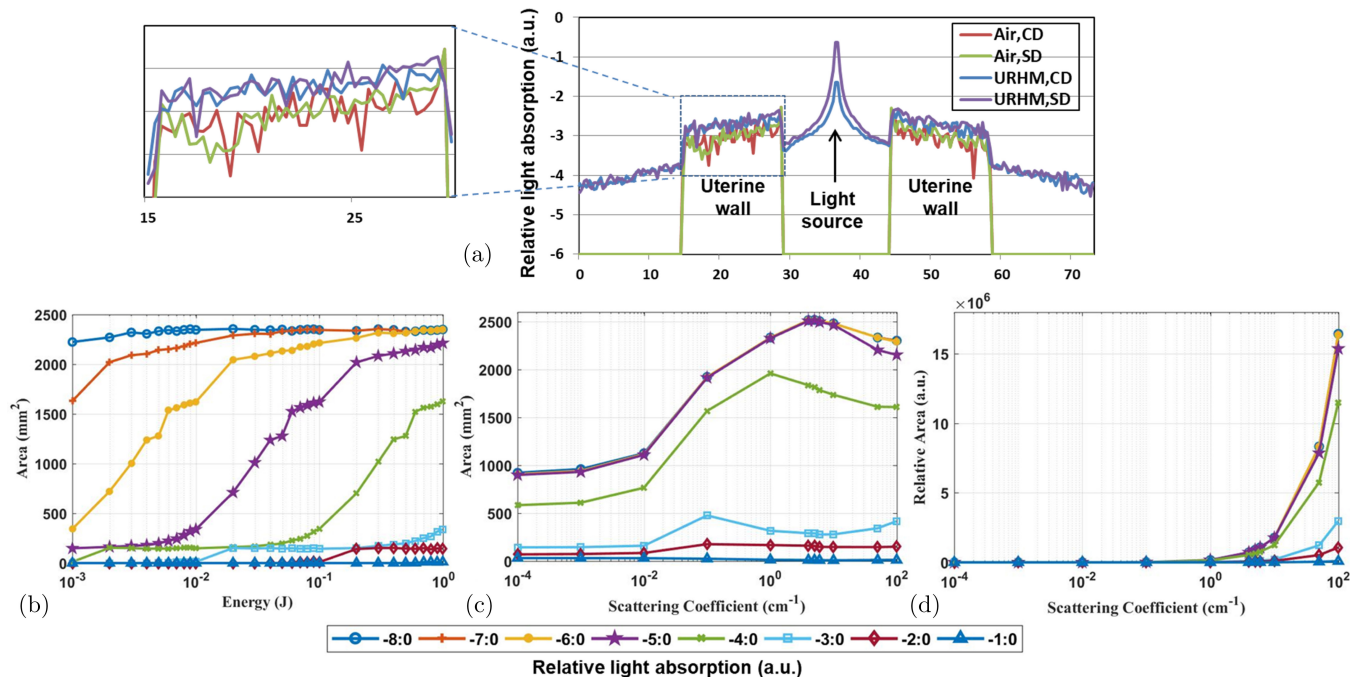 0
-1
-2
-3
-4
-5
-6
Relative light absorption (a.u.)
Air,CD
Air,SD
URHM,CD
URHM,SD
Uterine
wall
Light
source
Uterine
wall
15
25
0
10
20
30
40
50
60
70
(a)
2500
2000
1500
1000
500
0
Area (mm²)
10⁻³
10⁻²
10⁻¹
10⁰
Energy (J)
(b)
2500
2000
1500
1000
500
0
Area (mm²)
10⁻⁴
10⁻²
10⁰
10²
Scattering Coefficient (cm⁻¹)
(c)
×10⁶
15
10
5
0
Relative Area (a.u.)
10⁻⁴
10⁻²
10⁰
10²
Scattering Coefficient (cm⁻¹)
(d)
-8:0 -7:0 -6:0 -5:0 -4:0 -3:0 -2:0 -1:0
Relative light absorption (a.u.)